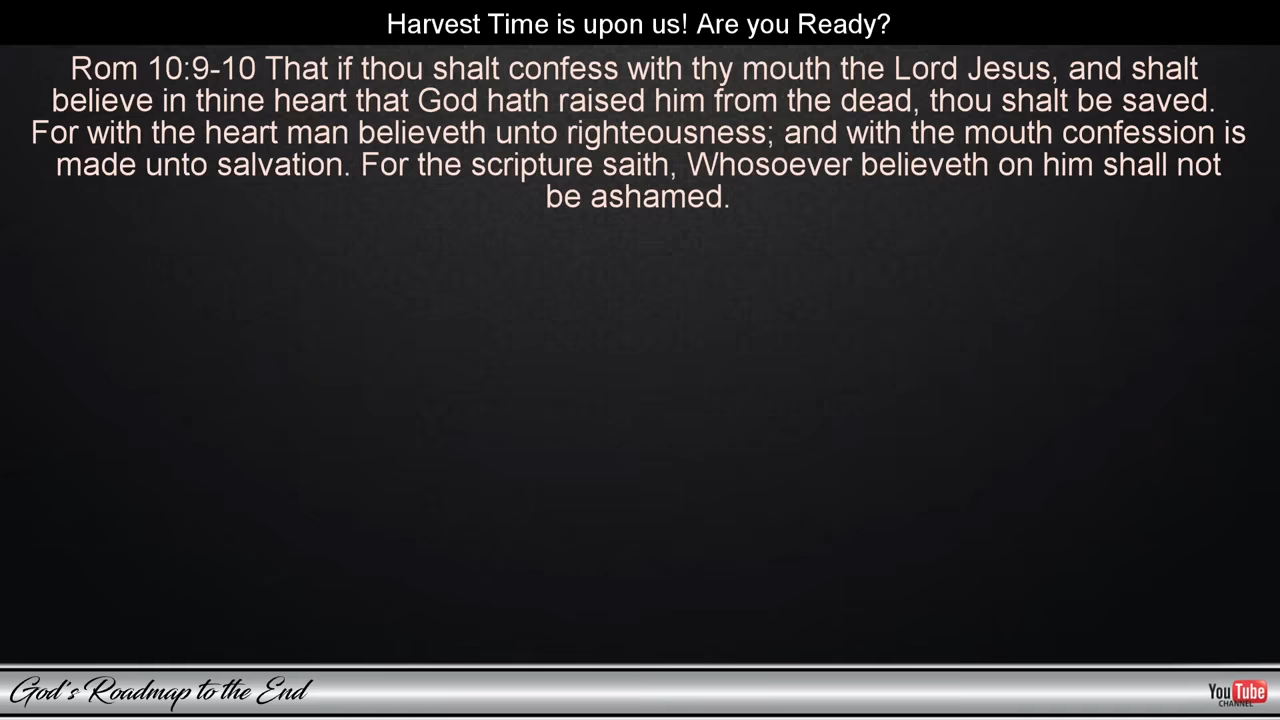 Harvest Time is upon us! Are you Ready?
Rom 10:9-10 That if thou shalt confess with thy mouth the Lord Jesus, and shalt
believe in thine heart that God hath raised him from the dead, thou shalt be saved.
For with the heart man believeth unto righteousness; and with the mouth confession is
made unto salvation. For the scripture saith, Whosoever believeth on him shall not
be ashamed.
God's Roadmap to the End
YouTube
CHANNEL